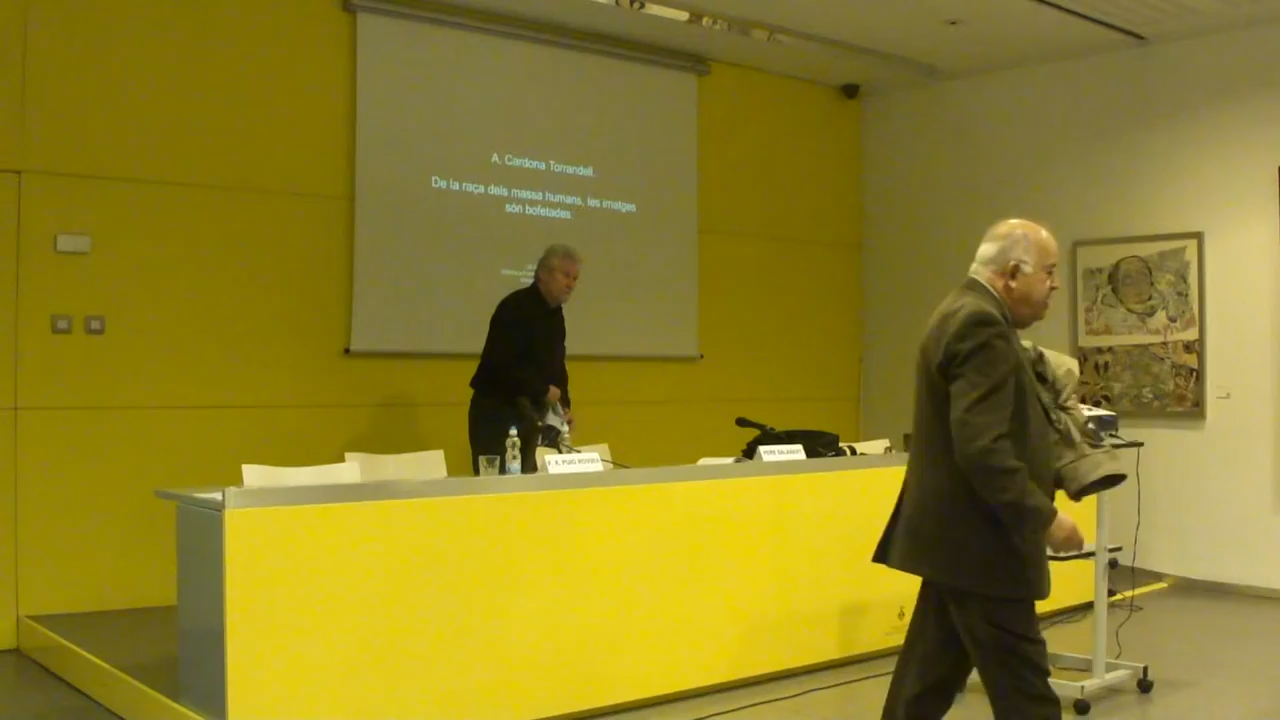 A. Cardona Torrandell.
De la raça dels massa humans, les imatges
són bofetades.
F. X. PUIG ROVIRA
PERE SALABERT